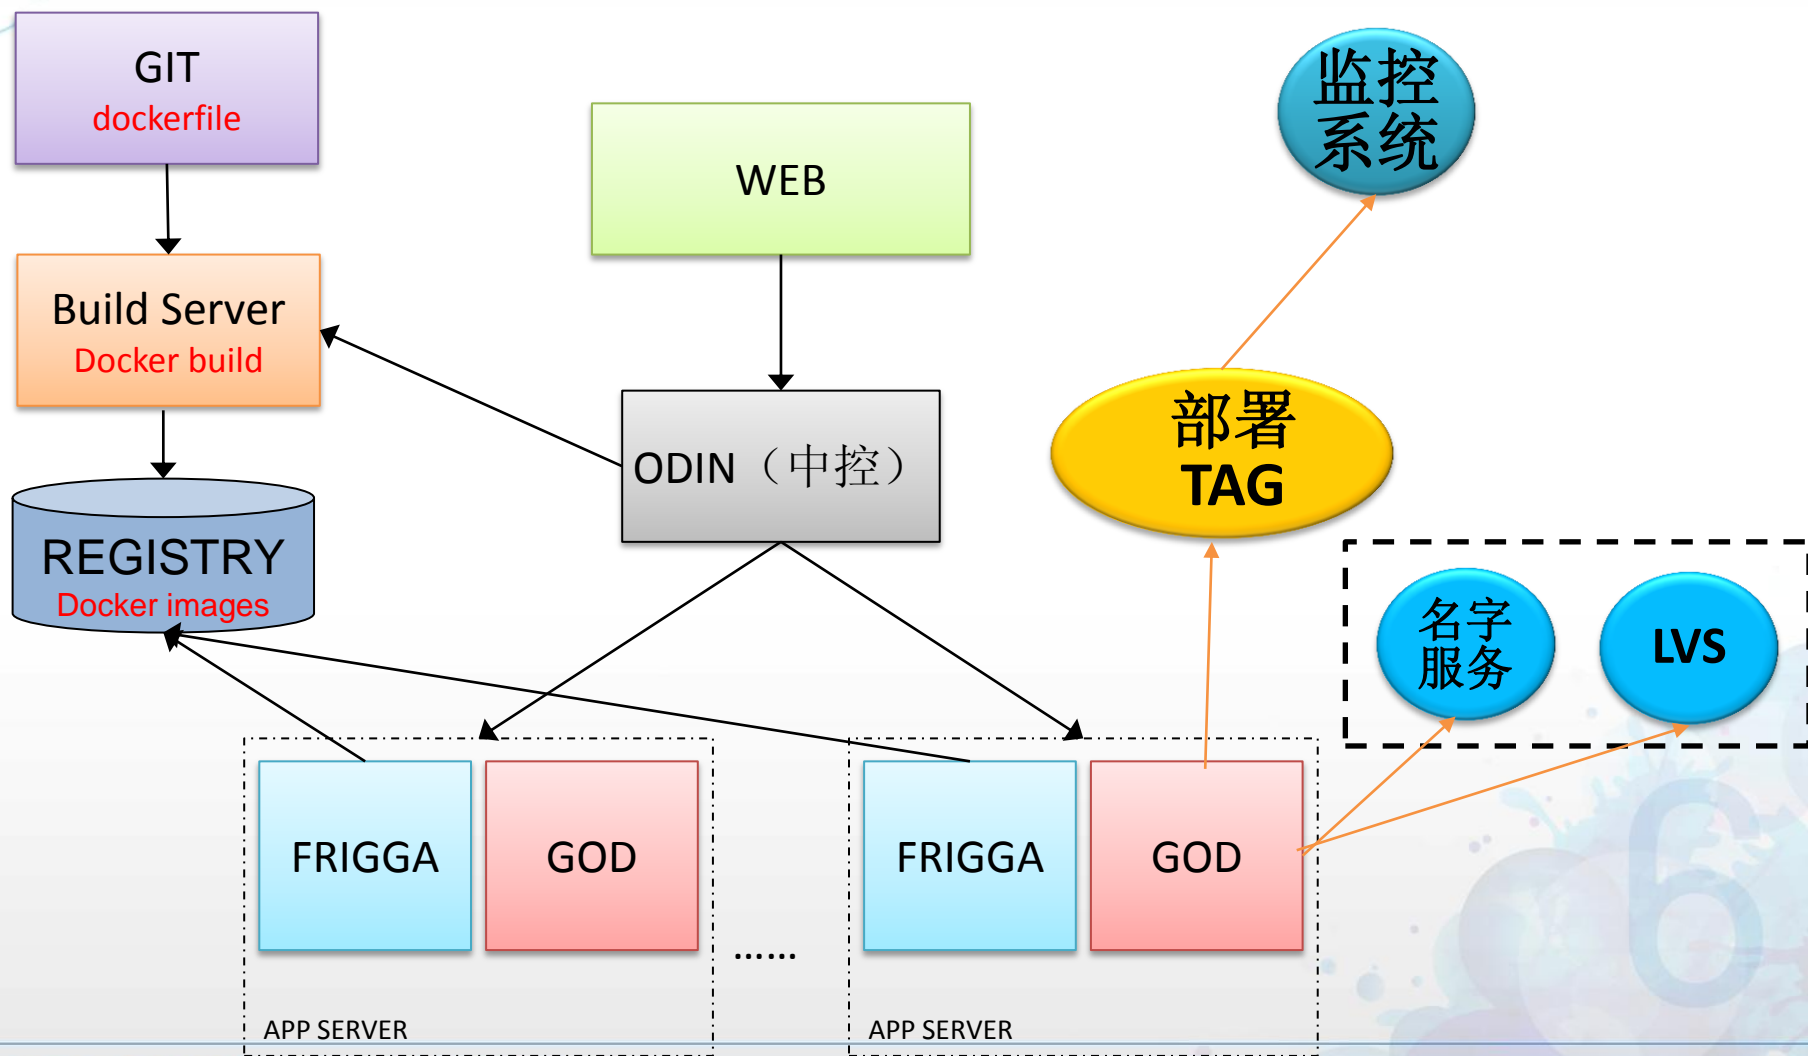 GIT
dockerfile
WEB
监控
系统
Build Server
Docker build
ODIN（中控）
部署
TAG
REGISTRY
Docker images
名字
服务
LVS
FRIGGA
GOD
FRIGGA
GOD
……
APP SERVER
APP SERVER
6